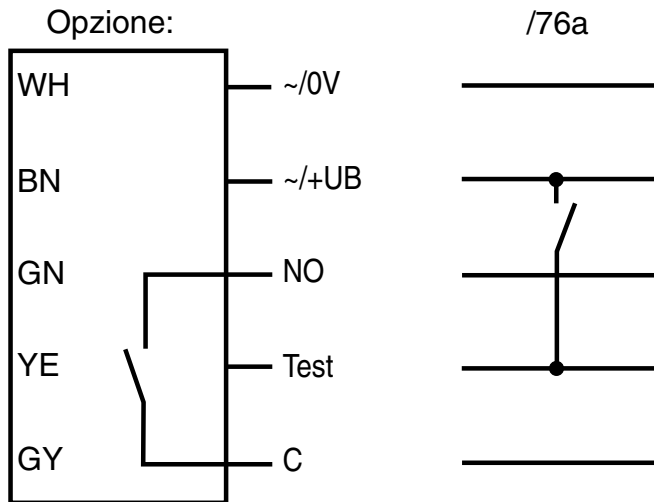 Opzione: /76a
WH ~/0V
BN ~/+UB
GN NO
YE Test
GY C